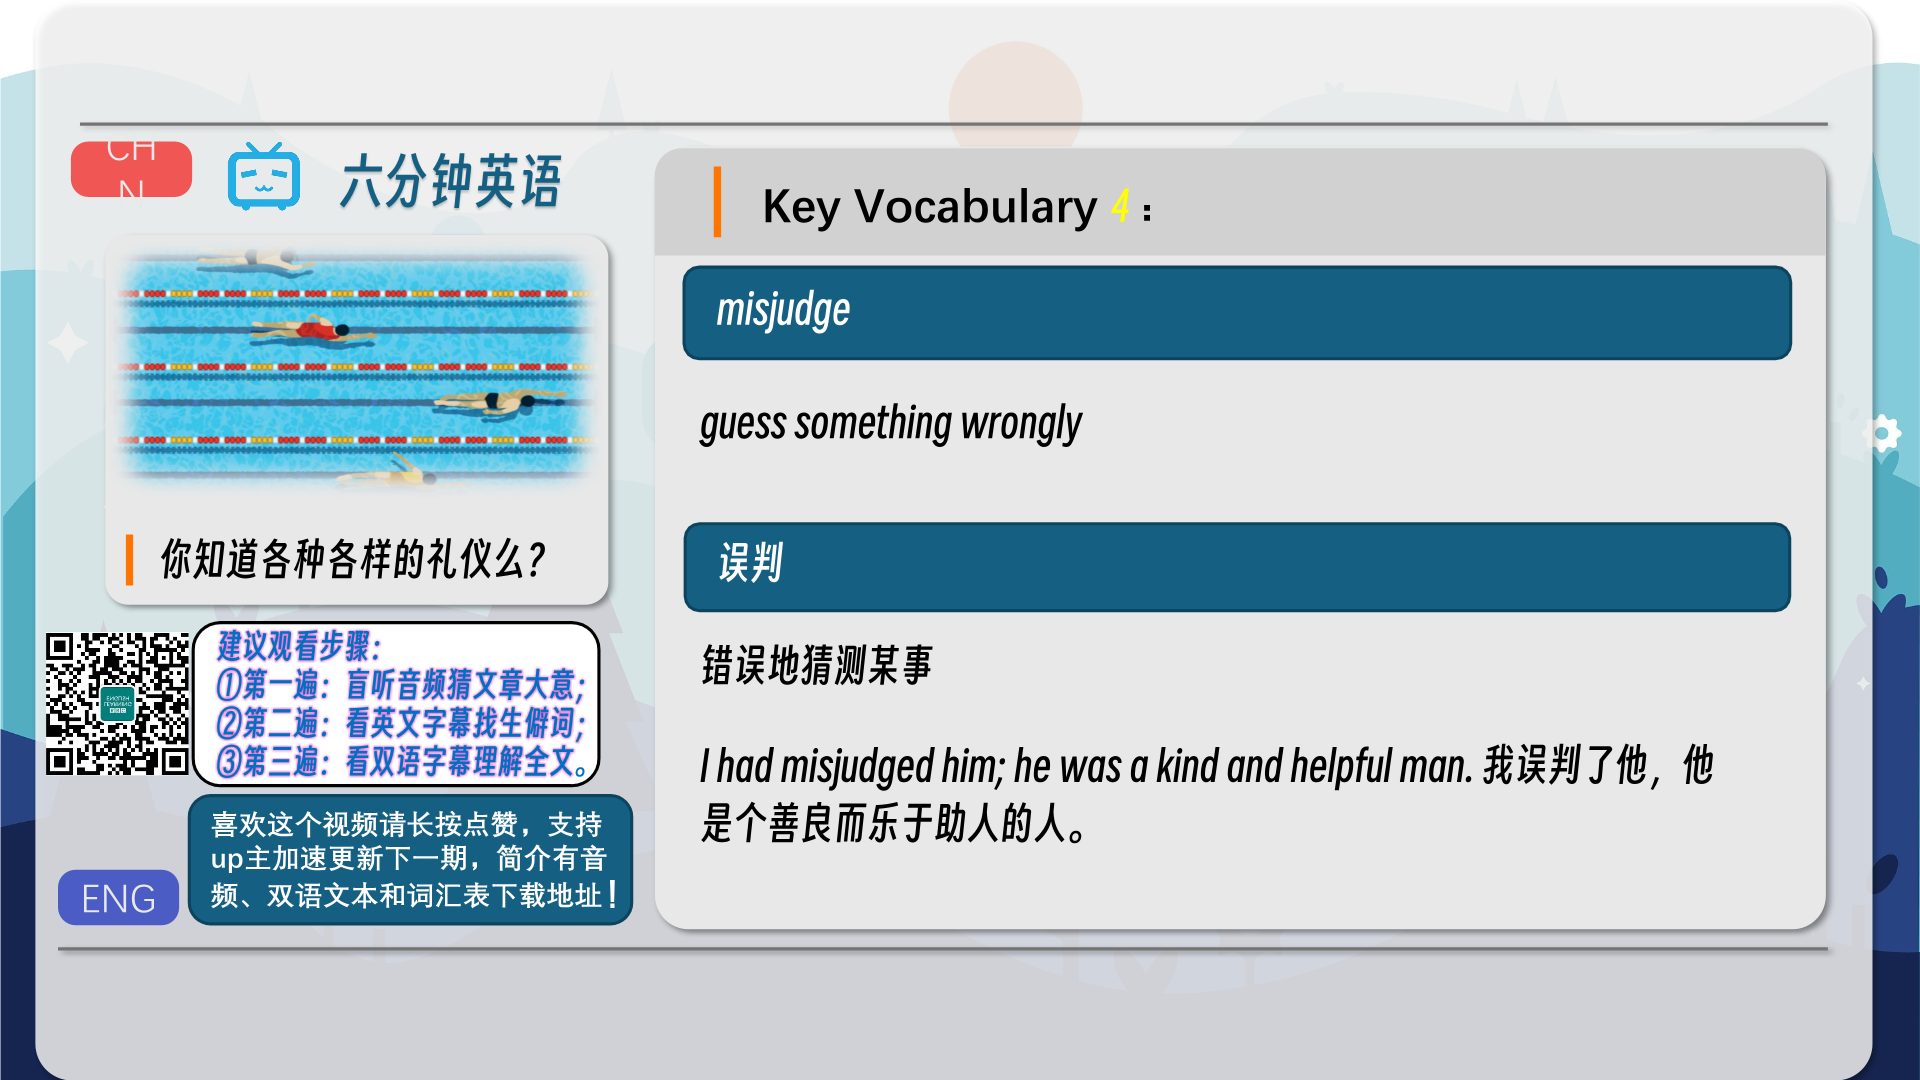 CH
N
六分钟英语
你知道各种各样的礼仪么?
建议观看步骤：
①第一遍：盲听音频猜文章大意；
②第二遍：看英文字幕找生僻词；
③第三遍：看双语字幕理解全文。
喜欢这个视频请长按点赞，支持
up主加速更新下一期，简介有音
频、双语文本和词汇表下载地址！
ENG
Key Vocabulary 4：
misjudge
guess something wrongly
误判
错误地猜测某事
I had misjudged him; he was a kind and helpful man. 我误判了他，他
是个善良而乐于助人的人。